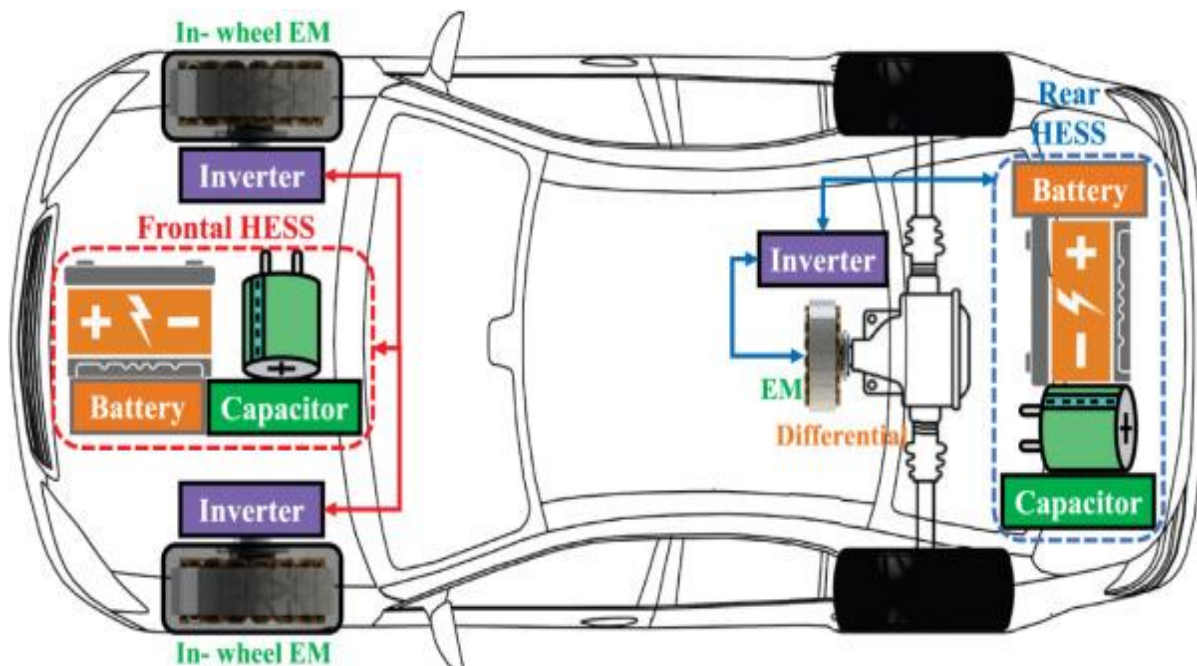 In- wheel EM
Inverter
Frontal HESS
Battery
Capacitor
Inverter
In- wheel EM
Inverter
EM
Differential
Rear
HESS
Battery
Capacitor